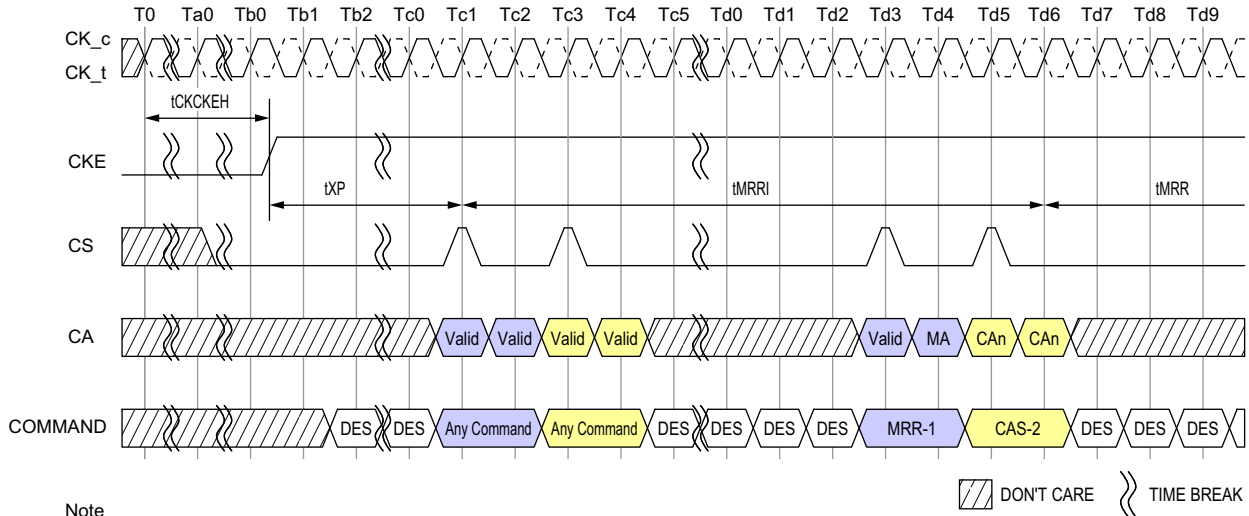 T0 Ta0 Tb0 Tb1 Tb2 Tc0 Tc1 Tc2 Tc3 Tc4 Tc5 Td0 Td1 Td2 Td3 Td4 Td5 Td6 Td7 Td8 Td9
CK_c
CK_t
tCKCKEH
CKE
tXP tMRRI tMRR
CS
CA Valid Valid Valid Valid Valid MA CAn CAn
COMMAND DES DES Any Command Any Command DES DES DES DES MRR-1 CAS-2 DES DES DES
DON'T CARE TIME BREAK
Note